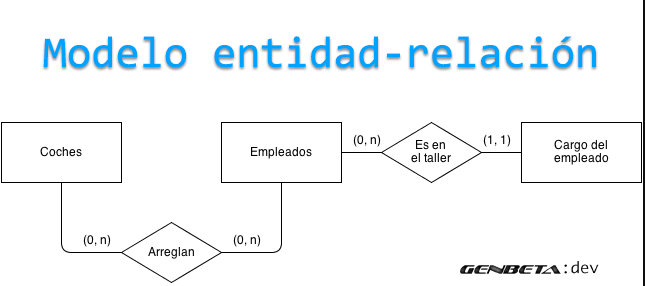 Modelo entidad-relación
Coches
Empleados
(0, n)
Es en
el taller
(1, 1)
Cargo del
empleado
(0, n)
Arreglan
(0, n)
GENBETA:dev